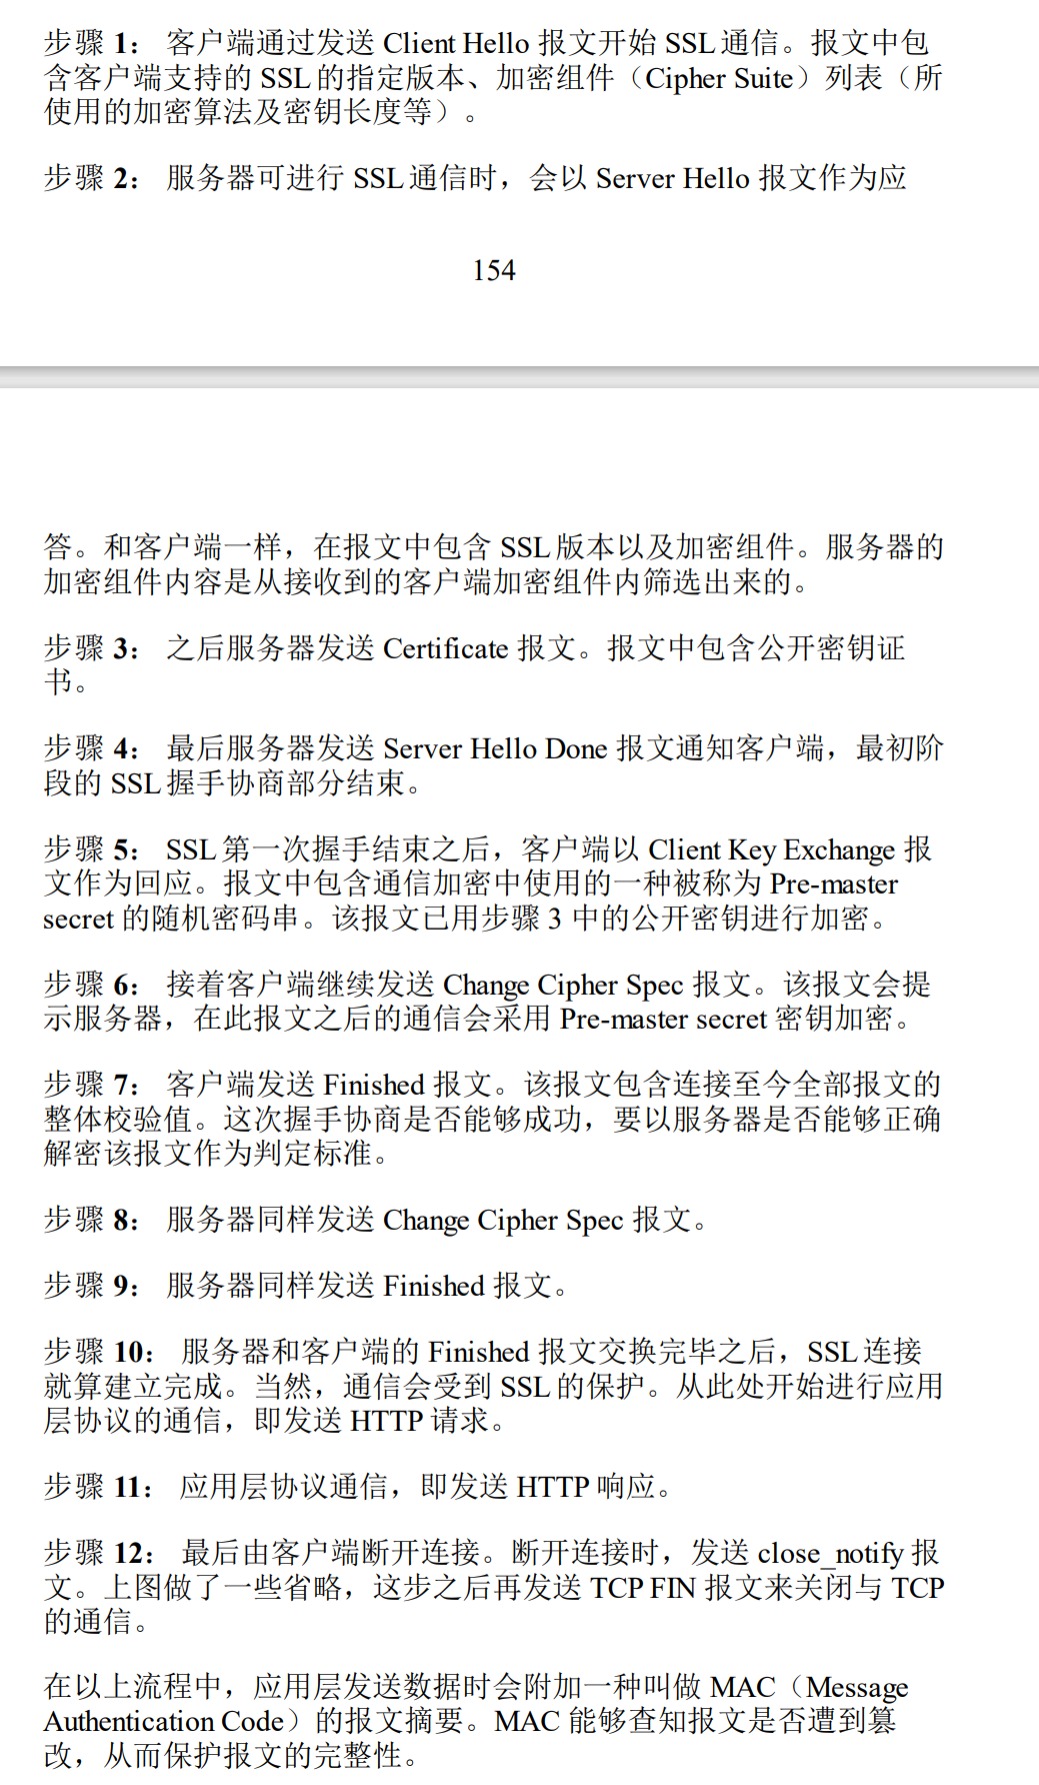 步骤 1： 客户端通过发送 Client Hello 报文开始 SSL 通信。报文中包
含客户端支持的 SSL 的指定版本、加密组件（Cipher Suite）列表（所
使用的加密算法及密钥长度等）。
步骤 2： 服务器可进行 SSL 通信时，会以 Server Hello 报文作为应
154
答。和客户端一样，在报文中包含 SSL 版本以及加密组件。服务器的
加密组件内容是从接收到的客户端加密组件内筛选出来的。
步骤 3： 之后服务器发送 Certificate 报文。报文中包含公开密钥证
书。
步骤 4： 最后服务器发送 Server Hello Done 报文通知客户端，最初阶
段的 SSL 握手协商部分结束。
步骤 5： SSL 第一次握手结束之后，客户端以 Client Key Exchange 报
文作为回应。报文中包含通信加密中使用的一种被称为 Pre-master
secret 的随机密码串。该报文已用步骤 3 中的公开密钥进行加密。
步骤 6： 接着客户端继续发送 Change Cipher Spec 报文。该报文会提
示服务器，在此报文之后的通信会采用 Pre-master secret 密钥加密。
步骤 7： 客户端发送 Finished 报文。该报文包含连接至今全部报文的
整体校验值。这次握手协商是否能够成功，要以服务器是否能够正确
解密该报文作为判定标准。
步骤 8： 服务器同样发送 Change Cipher Spec 报文。
步骤 9： 服务器同样发送 Finished 报文。
步骤 10： 服务器和客户端的 Finished 报文交换完毕之后，SSL 连接
就算建立完成。当然，通信会受到 SSL 的保护。从此处开始进行应用
层协议的通信，即发送 HTTP 请求。
步骤 11： 应用层协议通信，即发送 HTTP 响应。
步骤 12： 最后由客户端断开连接。断开连接时，发送 close_notify 报
文。上图做了一些省略，这步之后再发送 TCP FIN 报文来关闭与 TCP
的通信。
在以上流程中，应用层发送数据时会附加一种叫做 MAC（Message
Authentication Code）的报文摘要。MAC 能够查知报文是否遭到篡
改，从而保护报文的完整性。